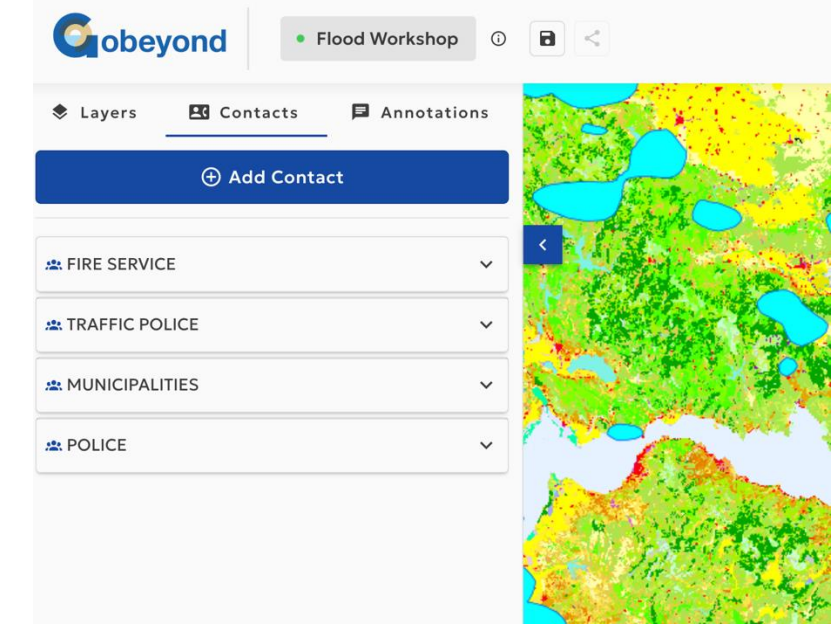 Gobeyond
Flood Workshop
Layers Contacts Annotations
Add Contact
FIRE SERVICE
TRAFFIC POLICE
MUNICIPALITIES
POLICE